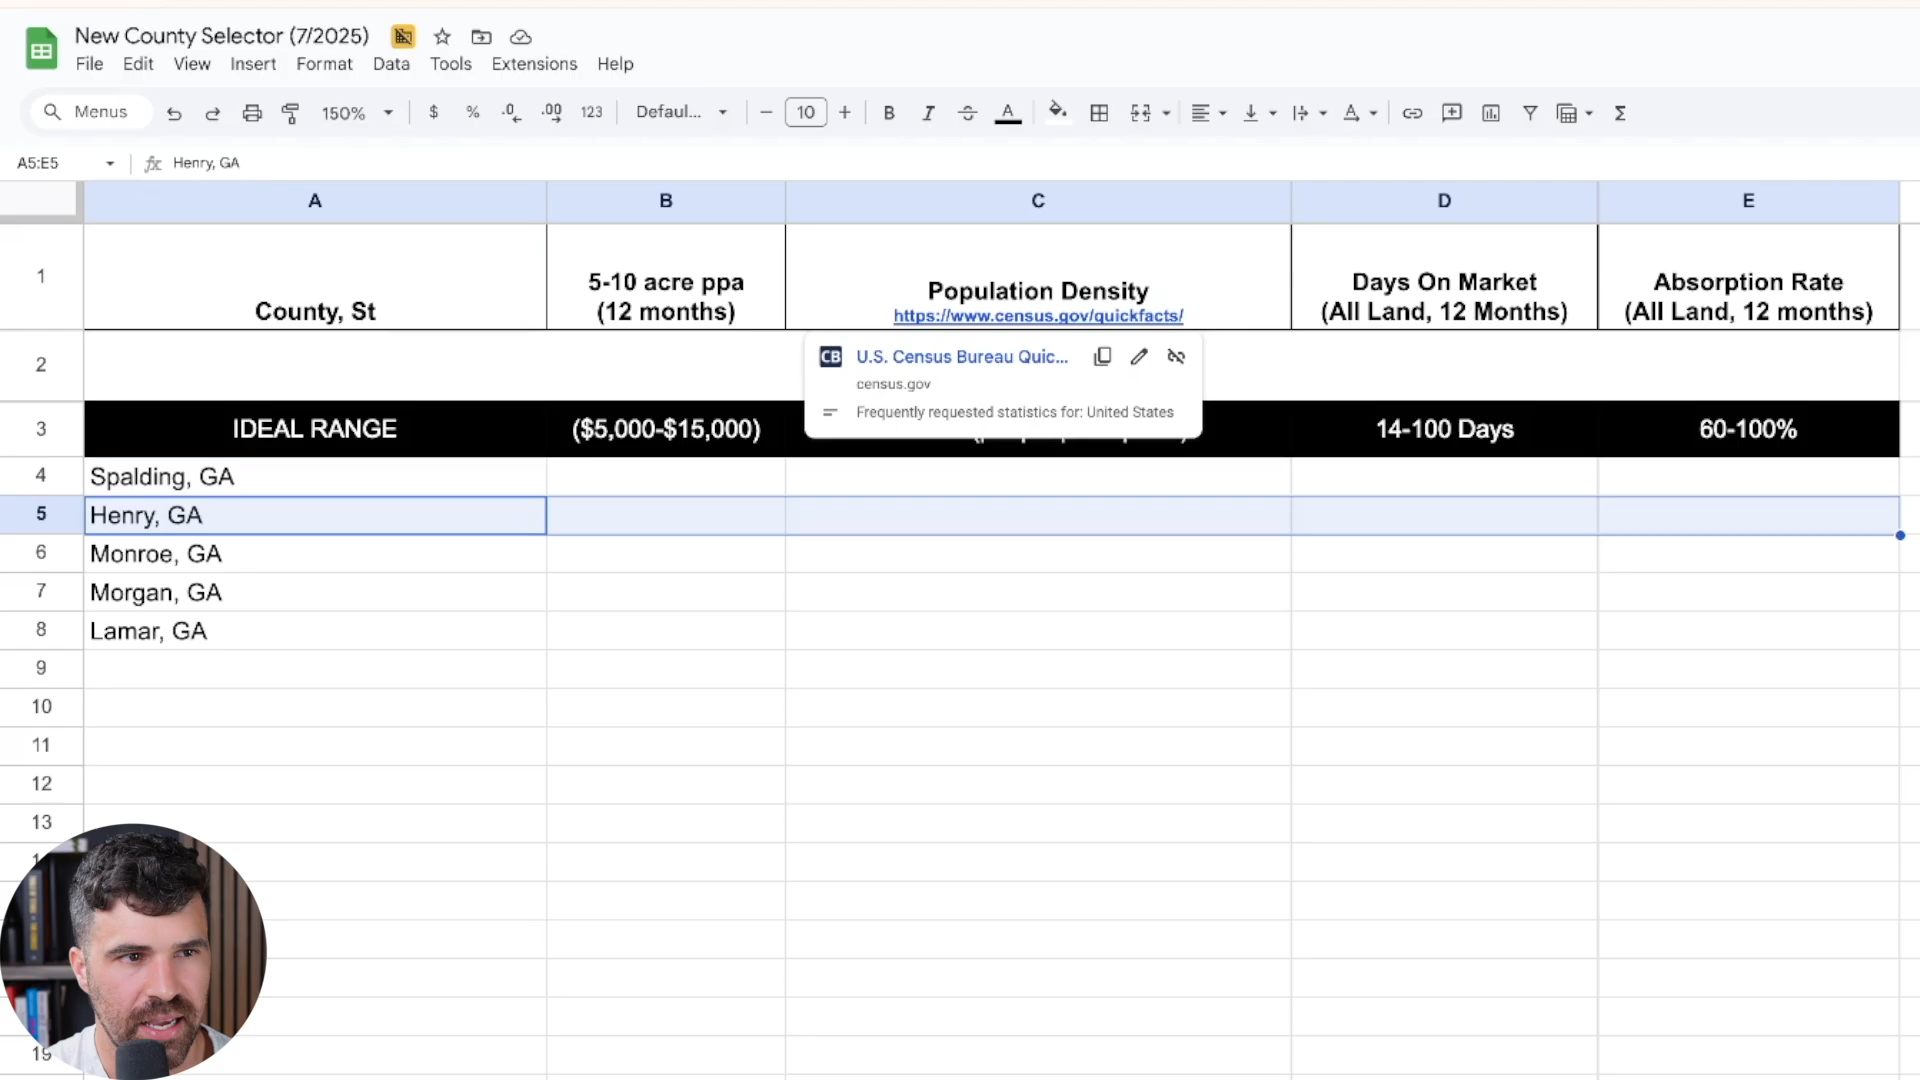 New County Selector (7/2025)
File Edit View Insert Format Data Tools Extensions Help
Menus 150% $ % .0 .00 123 Defaul... 10 B I A Σ
A5:E5 fx Henry, GA
A B C D E
1 County, St 5-10 acre ppa (12 months) Population Density https://www.census.gov/quickfacts/ Days On Market (All Land, 12 Months) Absorption Rate (All Land, 12 months)
2
CB U.S. Census Bureau Quic...
census.gov
Frequently requested statistics for: United States
3 IDEAL RANGE ($5,000-$15,000) 14-100 Days 60-100%
4 Spalding, GA
5 Henry, GA
6 Monroe, GA
7 Morgan, GA
8 Lamar, GA
9
10
11
12
13
19